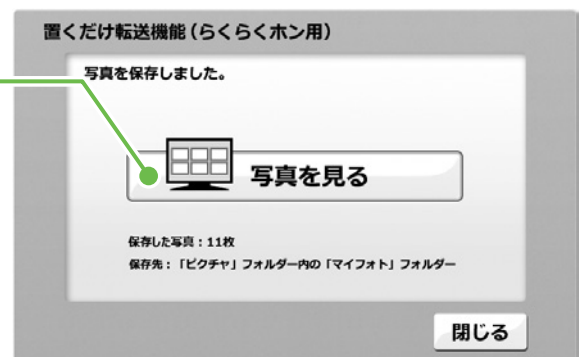 置くだけ転送機能(らくらくホン用)
写真を保存しました。
写真を見る
保存した写真:11枚
保存先:「ピクチャ」フォルダー内の「マイフォト」フォルダー
閉じる